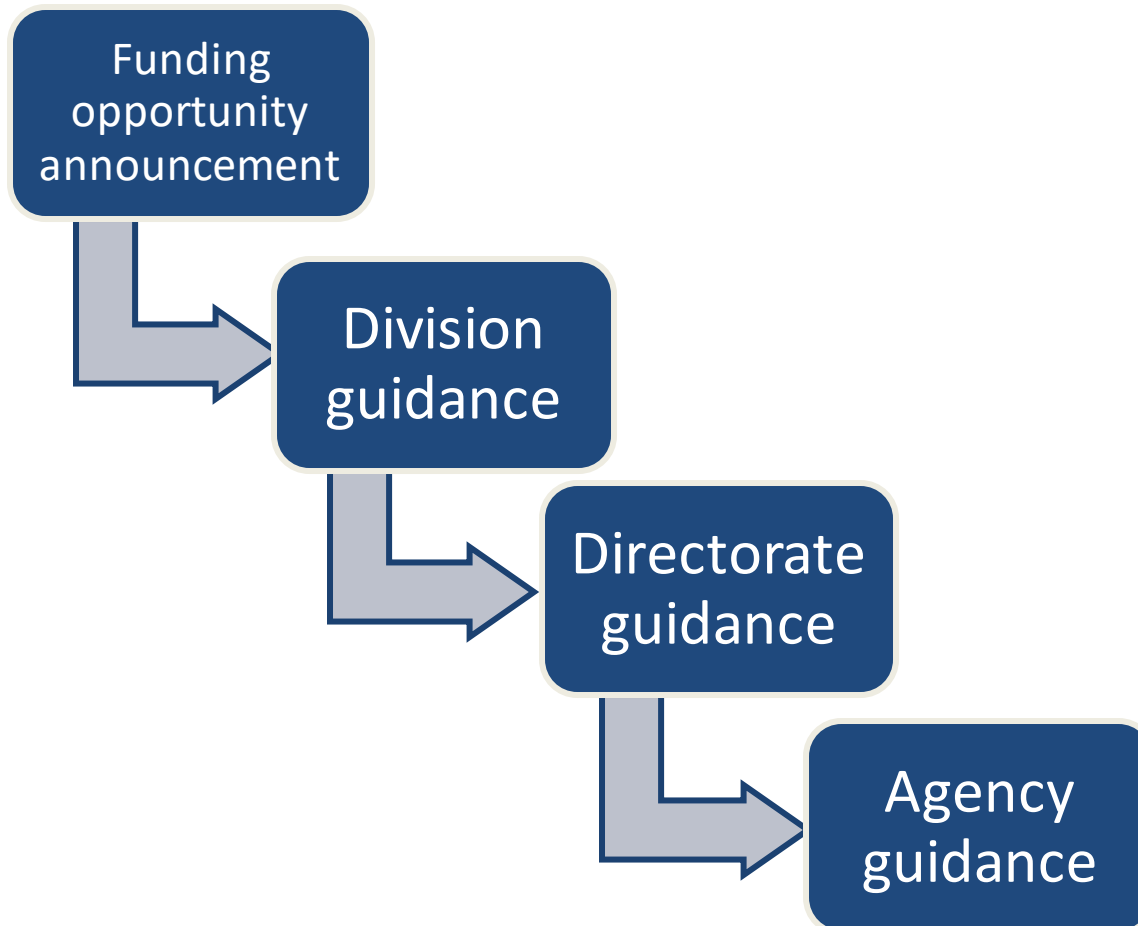 Funding
opportunity
announcement
Division
guidance
Directorate
guidance
Agency
guidance